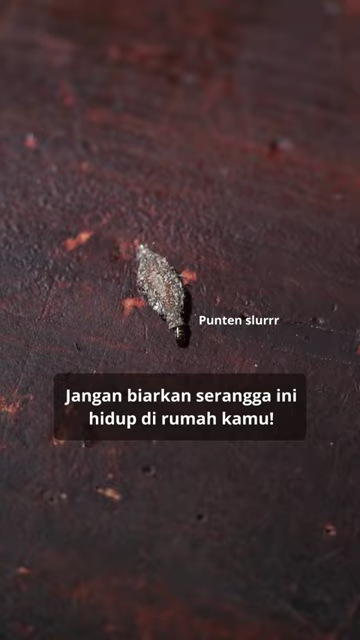 Punten slurrr
Jangan biarkan serangga ini
hidup di rumah kamu!